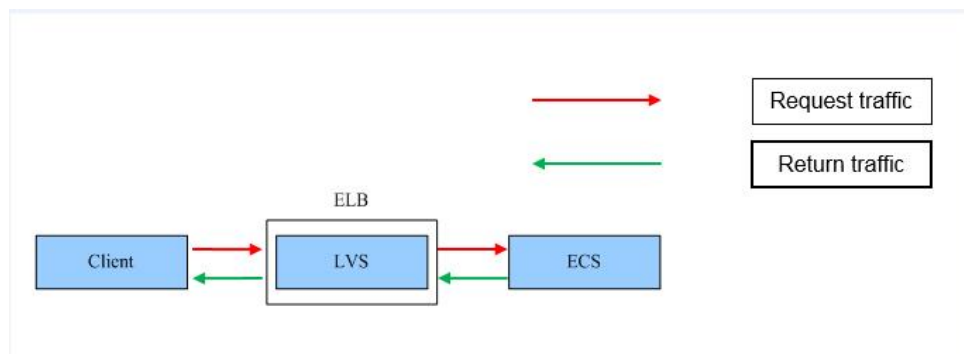 Request traffic
Return traffic
ELB
Client
LVS
ECS